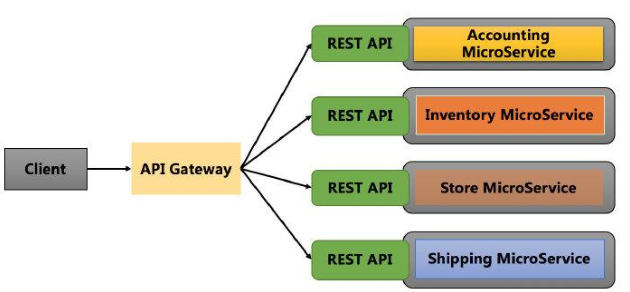 REST API
Accounting
MicroService
REST API
Inventory MicroService
Client
API Gateway
REST API
Store MicroService
REST API
Shipping MicroService